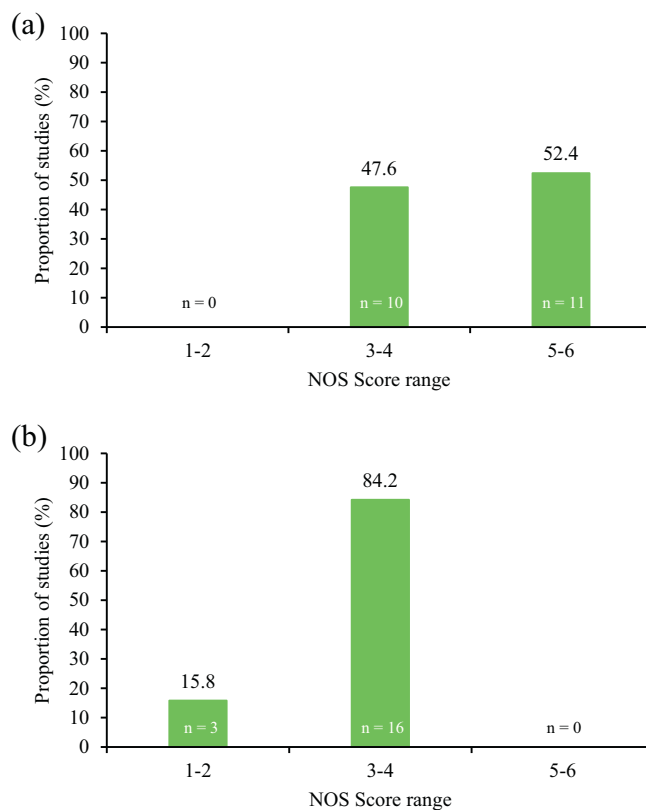 (a)
100
90
80
70
60
50
40
30
20
10
0
Proportion of studies (%)
47.6
52.4
n = 0
n = 10
n = 11
1-2
3-4
5-6
NOS Score range
(b)
100
90
80
70
60
50
40
30
20
10
0
Proportion of studies (%)
15.8
84.2
n = 3
n = 16
n = 0
1-2
3-4
5-6
NOS Score range